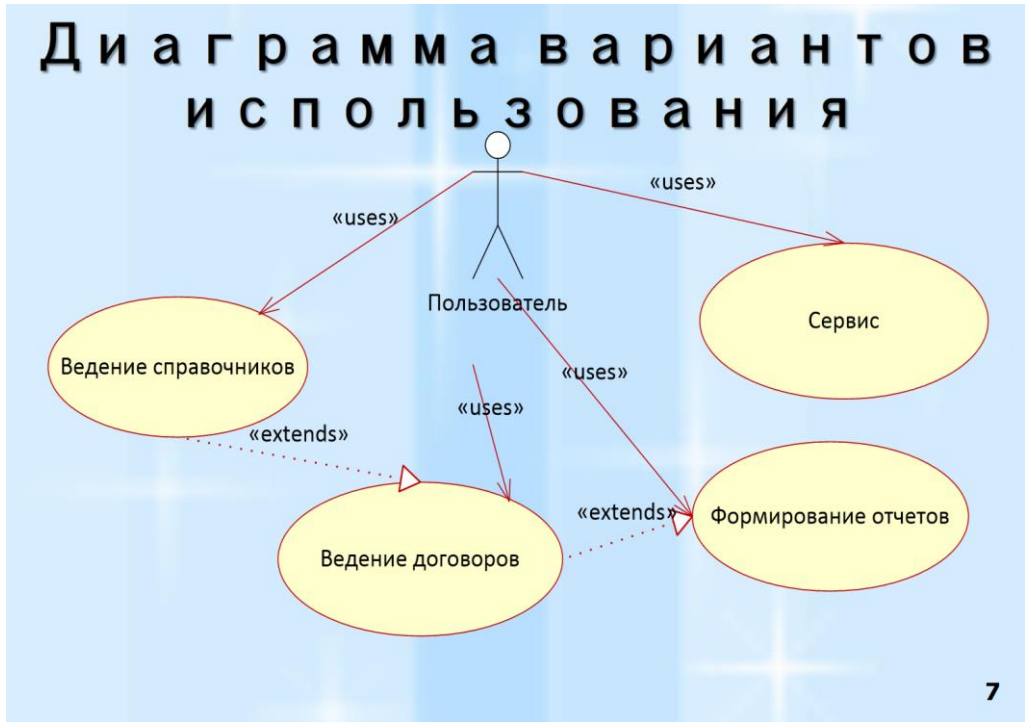 Диаграмма вариантов
использования
«uses»
«uses»
Пользователь
Сервис
Ведение справочников
«uses»
«uses»
«extends»
«extends»
Формирование отчетов
Ведение договоров
7